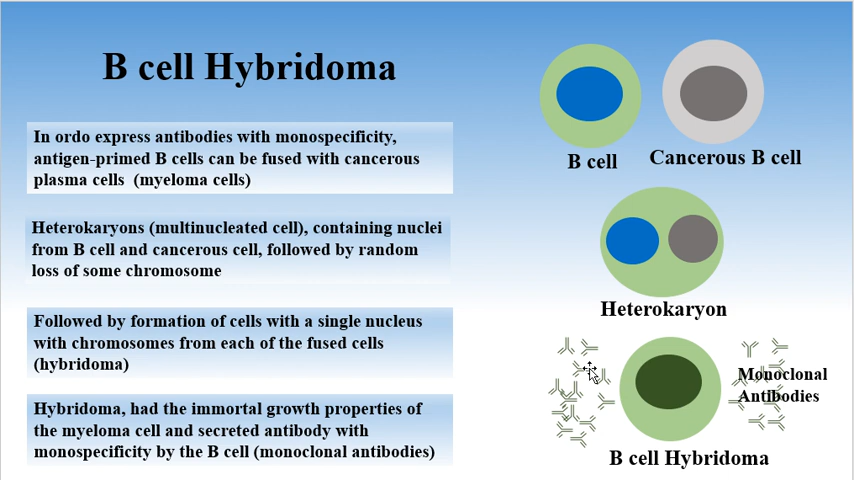 B cell Hybridoma
In ordo express antibodies with monospecificity,
antigen-primed B cells can be fused with cancerous
plasma cells (myeloma cells)
Heterokaryons (multinucleated cell), containing nuclei
from B cell and cancerous cell, followed by random
loss of some chromosome
Followed by formation of cells with a single nucleus
with chromosomes from each of the fused cells
(hybridoma)
Hybridoma, had the immortal growth properties of
the myeloma cell and secreted antibody with
monospecificity by the B cell (monoclonal antibodies)
B cell
Cancerous B cell
Heterokaryon
Monoclonal
Antibodies
B cell Hybridoma